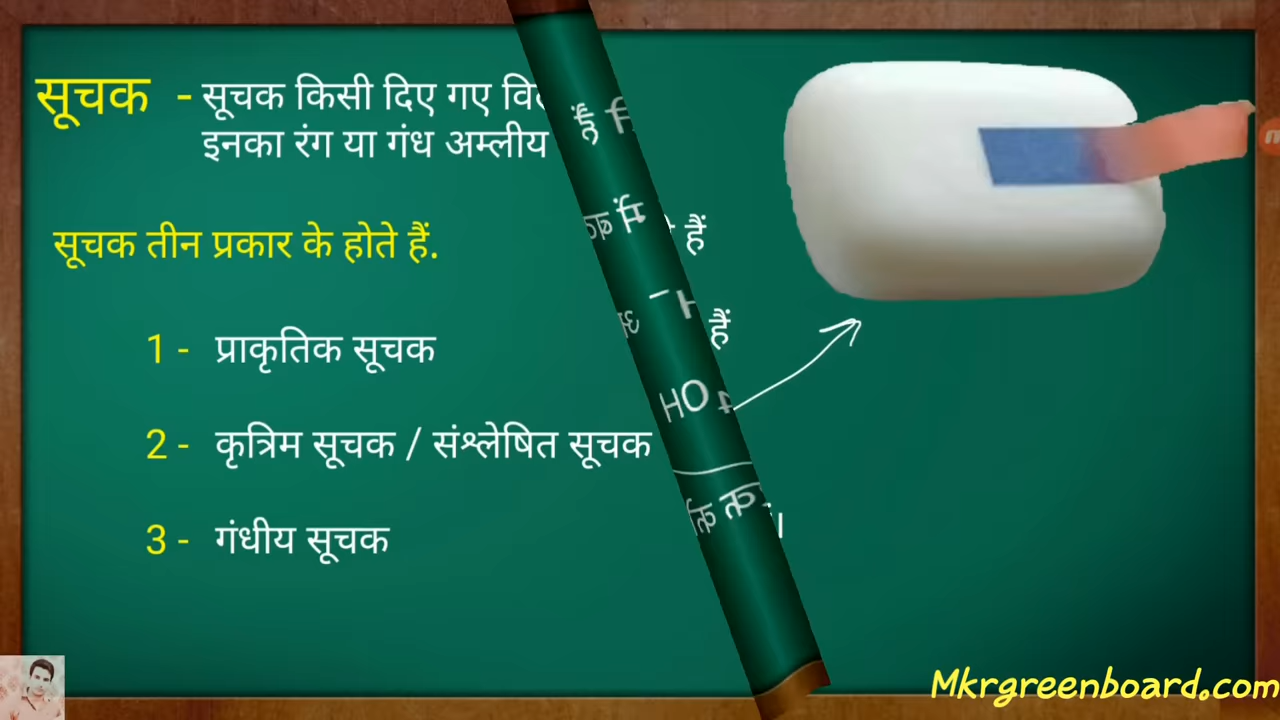 सूचक - सूचक किसी दिए गए
इनका रंग या गंध अम्लीय
सूचक तीन प्रकार के होते हैं.
हैं
1 - प्राकृतिक सूचक
हैं
2 - कृत्रिम सूचक / संश्लेषित सूचक
3 - गंधीय सूचक
Mkrgreenboard.com